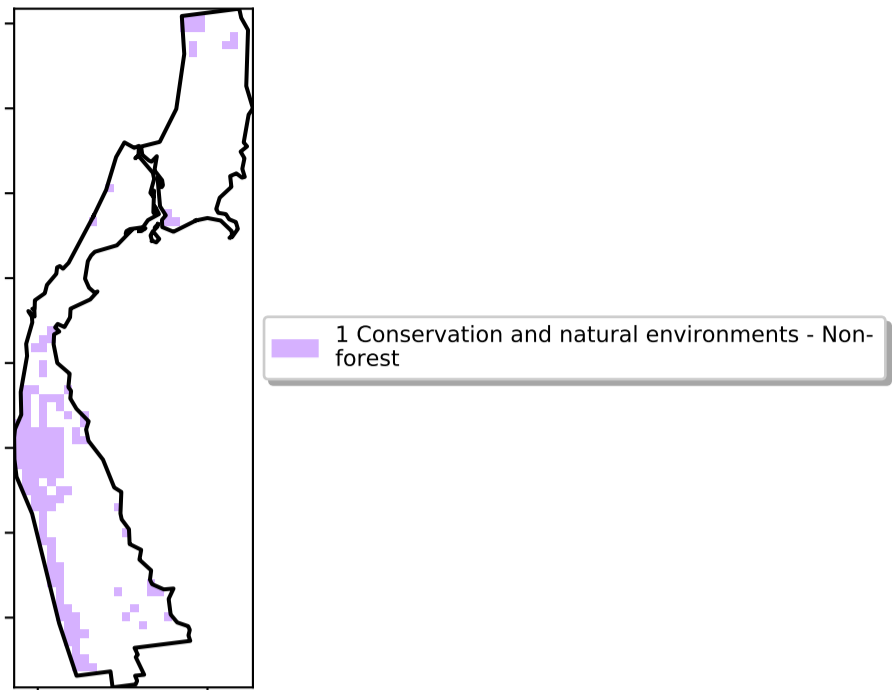 1 Conservation and natural environments - Non-
forest